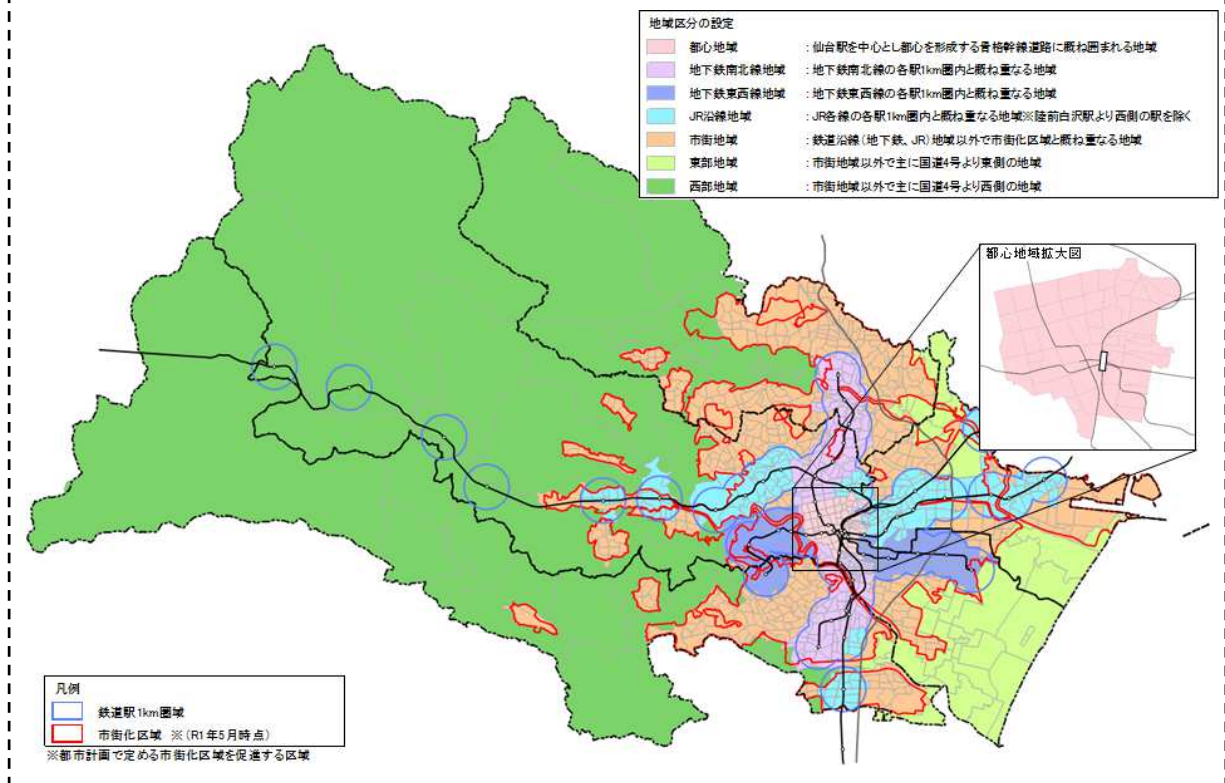 地域区分の設定
都心地域 : 仙台駅を中心とし都心を形成する骨格幹線道路に概ね囲まれる地域
地下鉄南北線地域 : 地下鉄南北線の各駅1km圏内と概ね重なる地域
地下鉄東西線地域 : 地下鉄東西線の各駅1km圏内と概ね重なる地域
JR沿線地域 : JR各線の各駅1km圏内と概ね重なる地域※陸前白沢駅より西側の駅を除く
市街地域 : 鉄道沿線(地下鉄、JR)地域以外で市街化区域と概ね重なる地域
東部地域 : 市街地域以外で主に国道4号より東側の地域
西部地域 : 市街地域以外で主に国道4号より西側の地域
都心地域拡大図
凡例
鉄道駅1km圏域
市街化区域 ※(R1年5月時点)
※都市計画で定める市街化区域を促進する区域